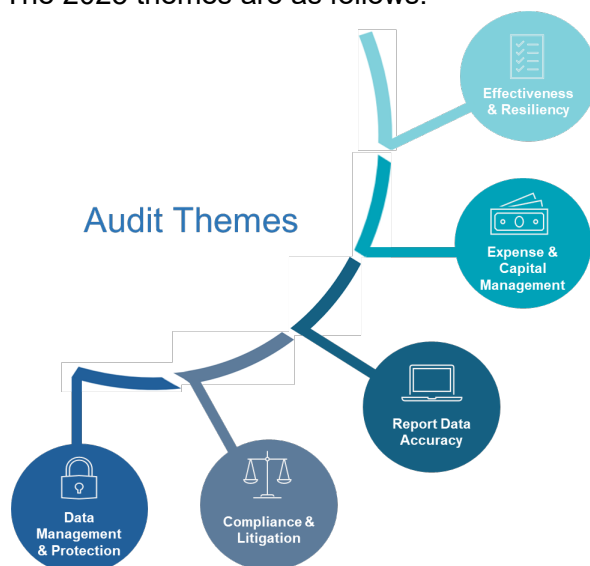 The 2023 themes are as follows:
Effectiveness
& Resiliency
Audit Themes
Expense &
Capital
Management
Report Data
Accuracy
Data
Management
& Protection
Compliance &
Litigation